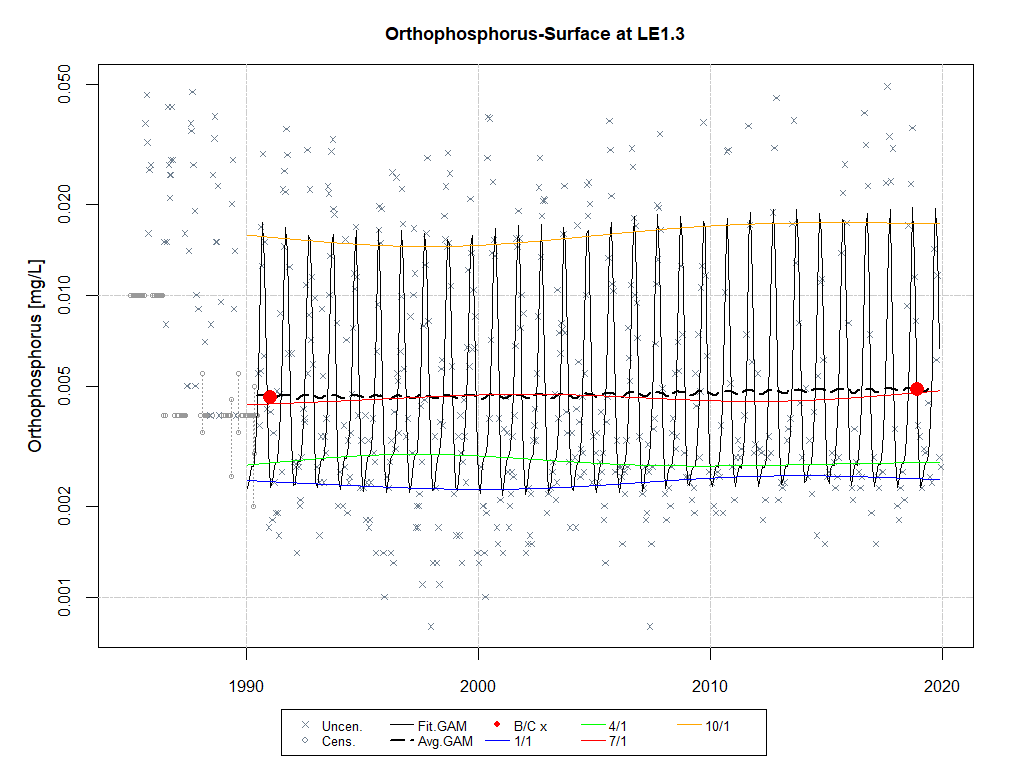 Orthophosphorus-Surface at LE1.3
Orthophosphorus [mg/L]
0.050
0.020
0.010
0.005
0.002
0.001
1990 2000 2010 2020
Uncen. Fit.GAM B/C x 4/1 10/1
Cens. Avg.GAM 1/1 7/1